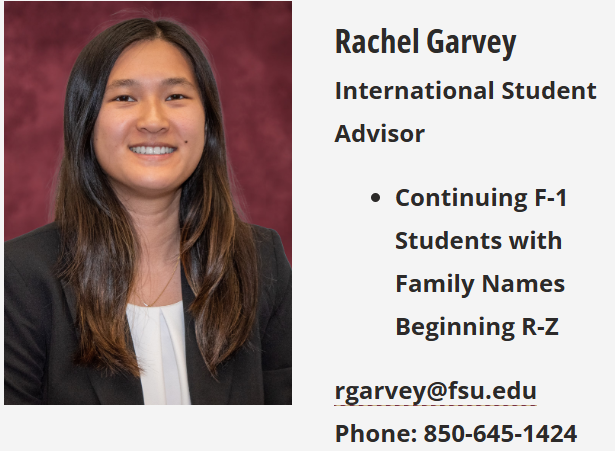 Rachel Garvey
International Student
Advisor
• Continuing F-1
Students with
Family Names
Beginning R-Z
rgarvey@fsu.edu
Phone: 850-645-1424